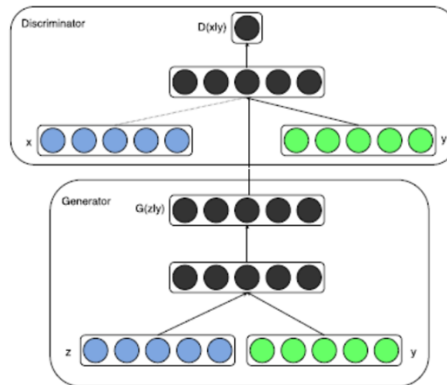 Discriminator
D(x|y)
x
y
Generator
G(z|y)
z
y